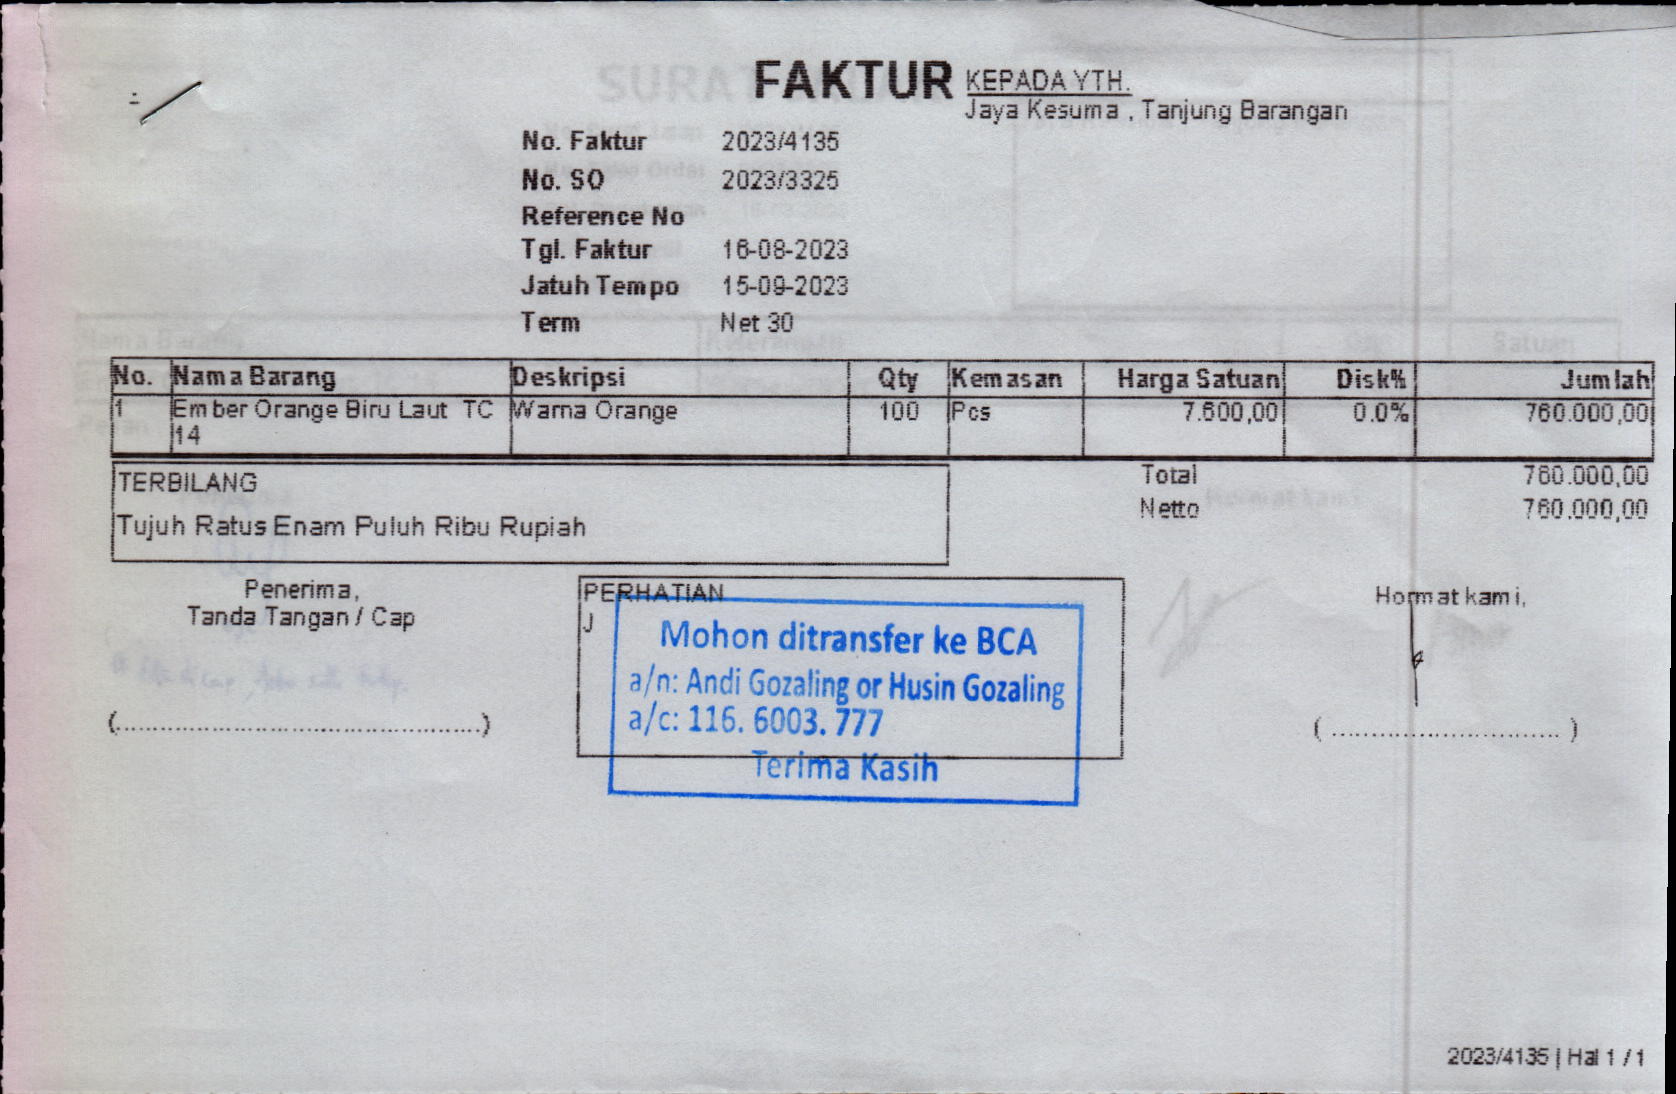 FAKTUR
KEPADA YTH.
Jaya Kesuma , Tanjung Barangan
No. Faktur 2023/4135
No. SO 2023/3325
Reference No
Tgl. Faktur 16-08-2023
Jatuh Tempo 15-09-2023
Term Net 30
No. Nama Barang Deskripsi Qty Kemasan Harga Satuan Disk% Jumlah
1 Ember Orange Biru Laut TC Warna Orange 100 Pcs 7.600,00 0.0% 760.000,00
14
TERBILANG Total 760.000,00
Netto 760.000,00
Tujuh Ratus Enam Puluh Ribu Rupiah
Penerima,
Tanda Tangan / Cap
(................................................)
PERHATIAN
J
Mohon ditransfer ke BCA
a/n: Andi Gozaling or Husin Gozaling
a/c: 116. 6003. 777
Terima Kasih
Hormat kami,
( .............................. )
2023/4135 | Hal 1 / 1